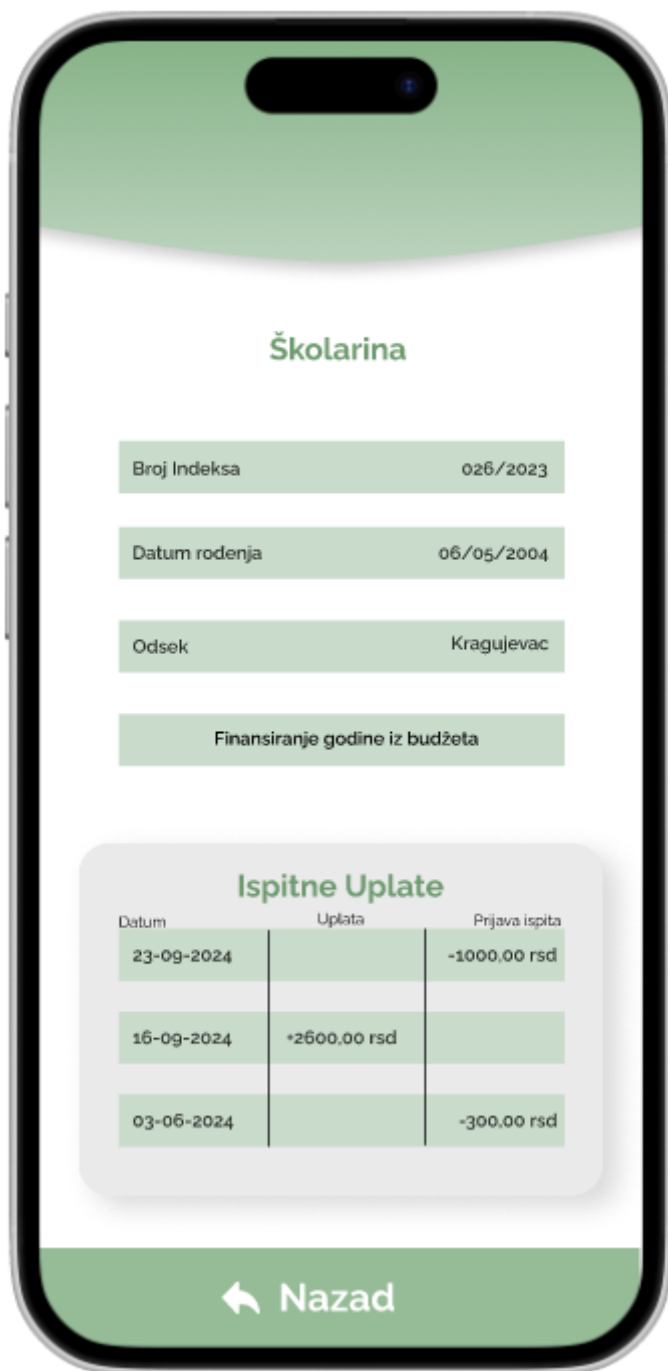 Školarina
Broj Indeksa 026/2023
Datum rođenja 06/05/2004
Odsek Kragujevac
Finansiranje godine iz budžeta
Ispitne Uplate
Datum Uplata Prijava ispita
23-09-2024 -1000,00 rsd
16-09-2024 +2600,00 rsd
03-06-2024 -300,00 rsd
Nazad